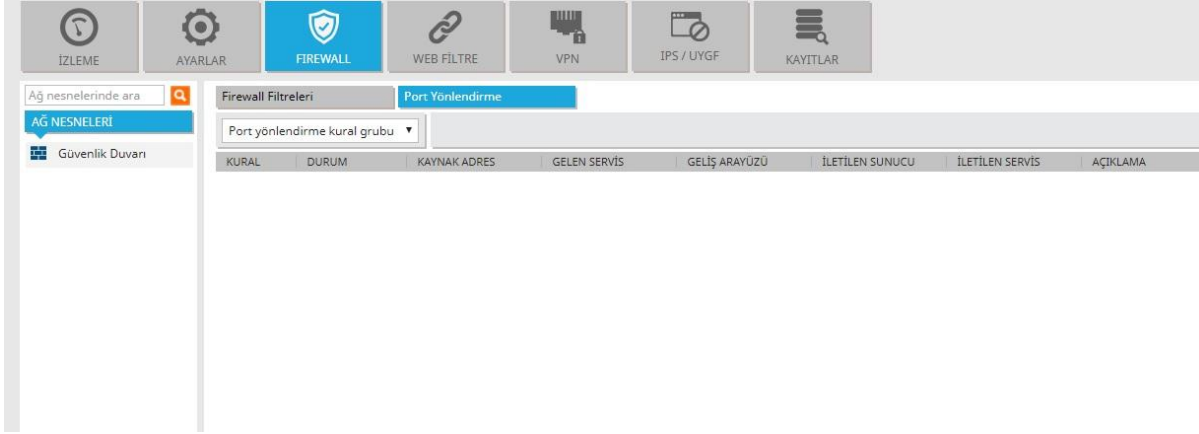 İZLEME
AYARLAR
FIREWALL
WEB FİLTRE
VPN
IPS / UYGF
KAYITLAR
Ağ nesnelerinde ara
AĞ NESNELERİ
Güvenlik Duvarı
Firewall Filtreleri
Port Yönlendirme
Port yönlendirme kural grubu
KURAL DURUM KAYNAK ADRES GELEN SERVİS GELİŞ ARAYÜZÜ İLETİLEN SUNUCU İLETİLEN SERVİS AÇIKLAMA